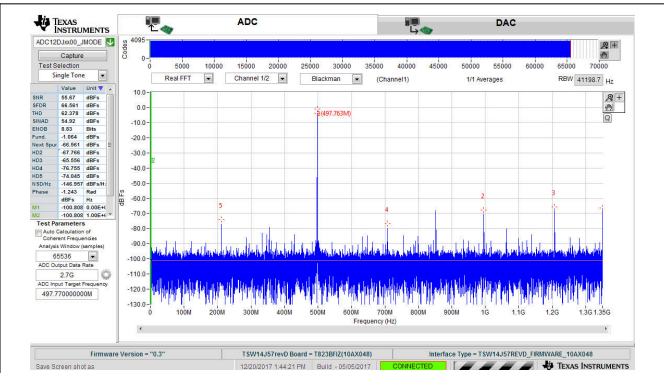 TEXAS INSTRUMENTS
ADC
DAC
ADC12DJxx00_JMODE
Capture
Test Selection
Single Tone
Value Unit
SNR 55.67 dBFs
SFDR 66.561 dBFs
THD 62.378 dBFs
SINAD 54.92 dBFs
ENOB 8.83 Bits
Fund. -1.064 dBFs
Next Spur -66.961 dBFs
HD2 -67.766 dBFs
HD3 -65.556 dBFs
HD4 -76.755 dBFs
HD5 -74.045 dBFs
NSD/Hz -146.957 dBFs/H
Phase -1.243 Rad
dBFs Hz
M1 -100.808 0.00E+0
M2 -100.808 1.00E+
Test Parameters
Auto Calculation of
Coherent Frequencies
Analysis Window (samples)
65536
ADC Output Data Rate
2.7G
ADC Input Target Frequency
497.770000000M
Codes
4095
0
0 5000 10000 15000 20000 25000 30000 35000 40000 45000 50000 55000 60000 65000 70000
Real FFT Channel 1/2 Blackman (Channel1) 1/1 Averages RBW 41198.7 Hz
dBFs
10.0
0.0
-10.0
-20.0
-30.0
-40.0
-50.0
-60.0
-70.0
-80.0
-90.0
-100.0
-110.0
-120.0
-130.0
(497.763M)
5
4
2
3
0 100M 200M 300M 400M 500M 600M 700M 800M 900M 1G 1.1G 1.2G 1.3G 1.35G
Frequency (Hz)
Firmware Version = "0.3" TSW14J57revD Board = T823BFIZ(10AX048) Interface Type = TSW14J57REVD_FIRMWARE_10AX048
Save Screen shot as 12/20/2017 1:44:21 PM Build - 05/05/2017 CONNECTED TEXAS INSTRUMENTS